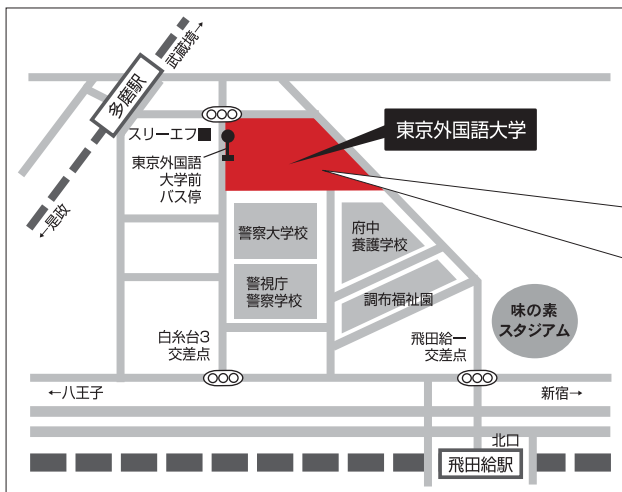 武蔵境→
多磨駅
←是政
スリーエフ
東京外国語
大学前
バス停
東京外国語大学
警察大学校
府中
養護学校
警視庁
警察学校
調布福祉園
味の素
スタジアム
白糸台3
交差点
飛田給一
交差点
←八王子
新宿→
北口
飛田給駅